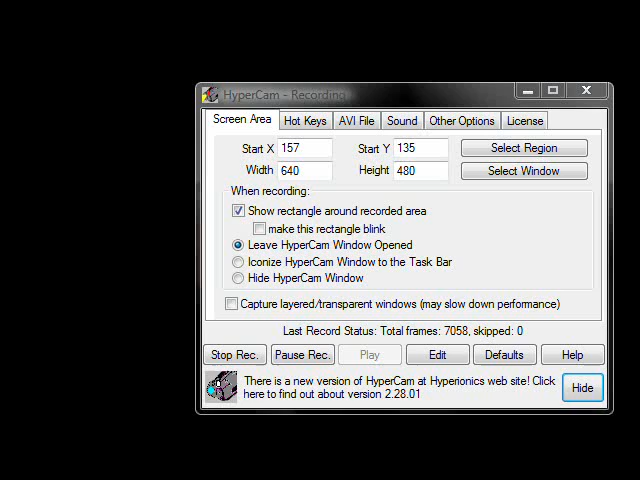 HyperCam - Recording
Screen Area Hot Keys AVI File Sound Other Options License
Start X 157 Start Y 135 Select Region
Width 640 Height 480 Select Window
When recording:
Show rectangle around recorded area
make this rectangle blink
Leave HyperCam Window Opened
Iconize HyperCam Window to the Task Bar
Hide HyperCam Window
Capture layered/transparent windows (may slow down performance)
Last Record Status: Total frames: 7058, skipped: 0
Stop Rec. Pause Rec. Play Edit Defaults Help
There is a new version of HyperCam at Hyperionics web site! Click
here to find out about version 2.28.01
Hide